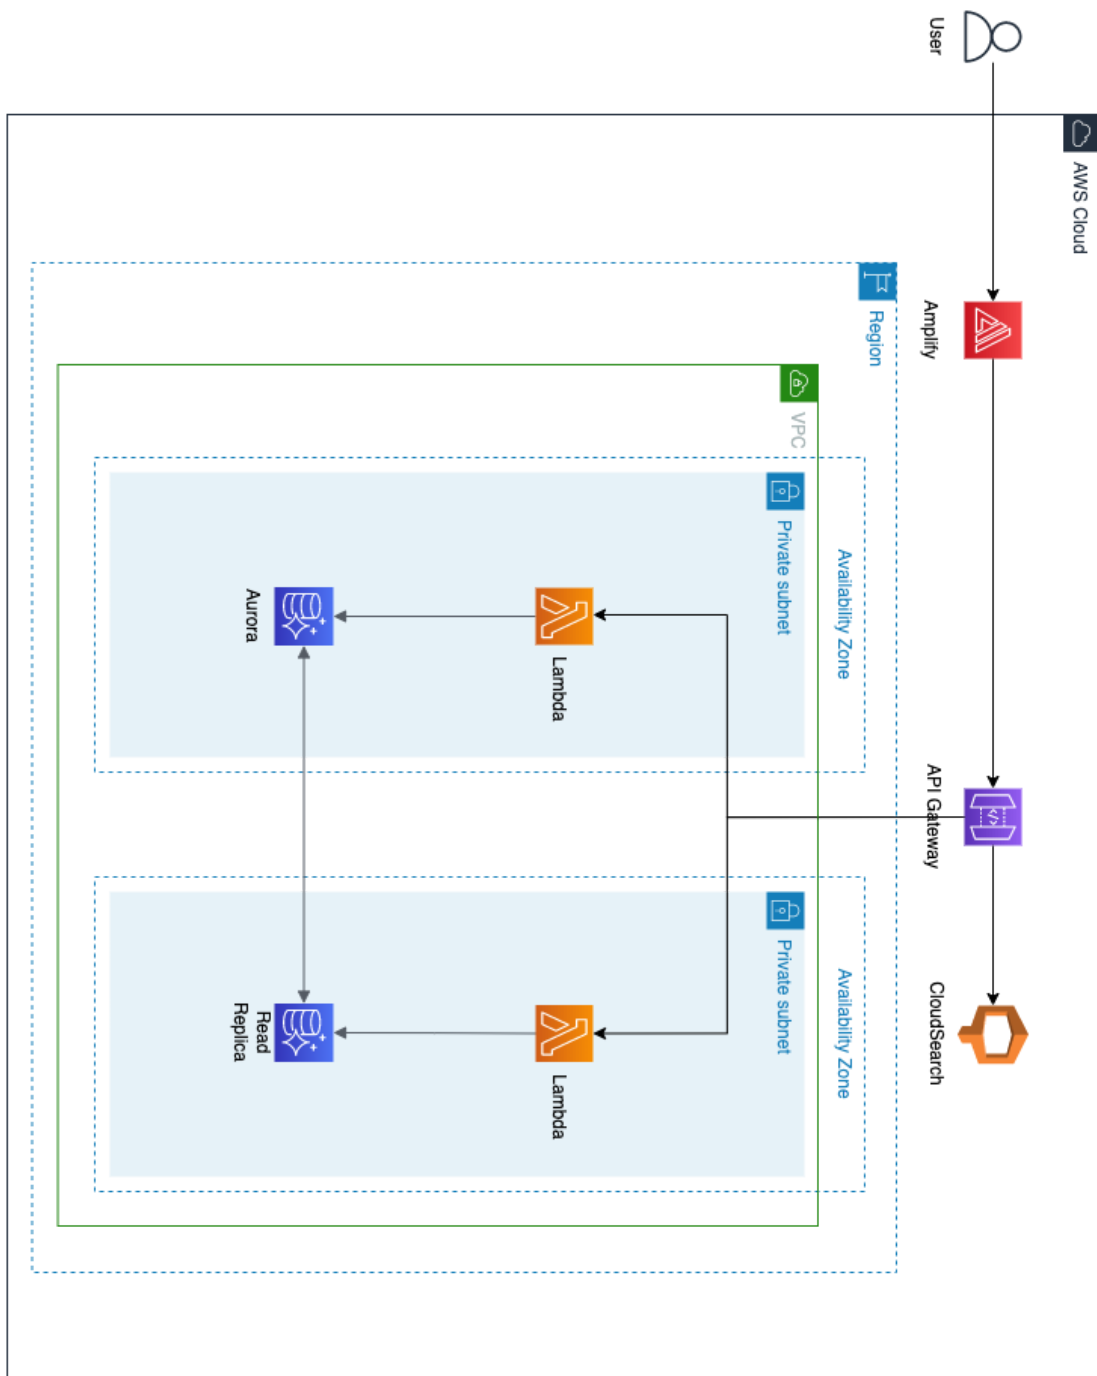 User
AWS Cloud
Amplify
API Gateway
CloudSearch
Region
VPC
Availability Zone
Availability Zone
Private subnet
Private subnet
Lambda
Lambda
Aurora
Read
Replica